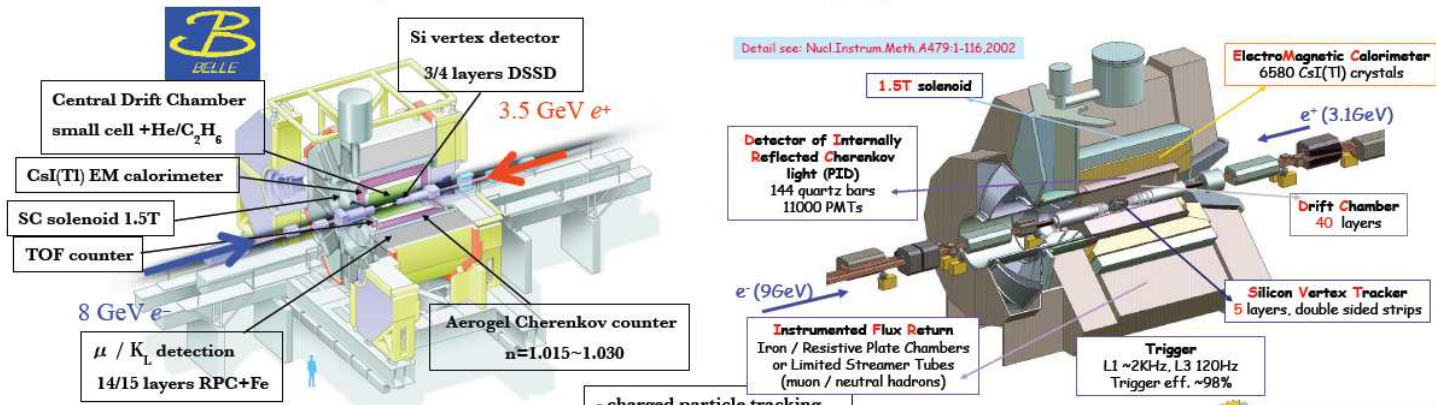 BELLE
Si vertex detector
3/4 layers DSSD
Central Drift Chamber
small cell +He/C2H6
3.5 GeV e+
CsI(Tl) EM calorimeter
SC solenoid 1.5T
TOF counter
8 GeV e−
Aerogel Cherenkov counter
n=1.015~1.030
μ / KL detection
14/15 layers RPC+Fe
- charged particle tracking
Detail see: Nucl.Instrum.Meth.A479:1-116,2002
ElectroMagnetic Calorimeter
6580 CsI(Tl) crystals
1.5T solenoid
e+ (3.1GeV)
Detector of Internally
Reflected Cherenkov
light (PID)
144 quartz bars
11000 PMTs
Drift Chamber
40 layers
e- (9GeV)
Silicon Vertex Tracker
5 layers, double sided strips
Instrumented Flux Return
Iron / Resistive Plate Chambers
or Limited Streamer Tubes
(muon / neutral hadrons)
Trigger
L1 ~2KHz, L3 120Hz
Trigger eff. ~98%